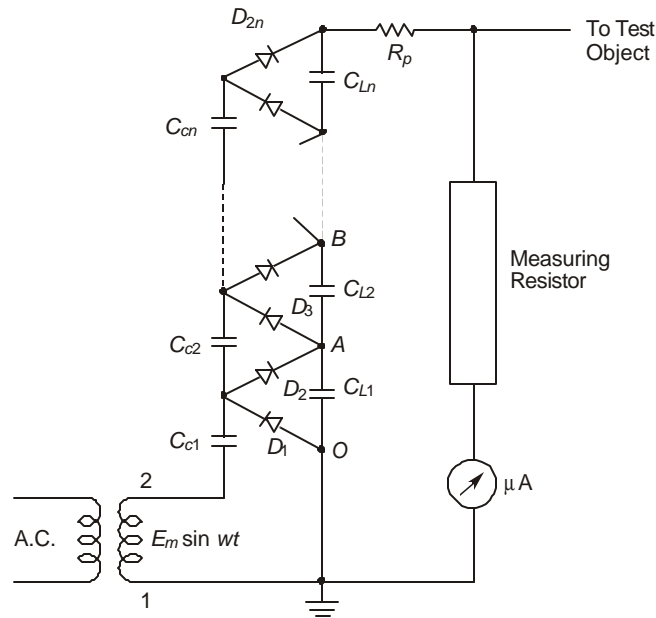 D2n
To Test
Object
Rp
CLn
Ccn
B
Measuring
Resistor
CL2
D3
Cc2
A
D2
CL1
Cc1
D1
O
2
μA
A.C.
Em sin wt
1